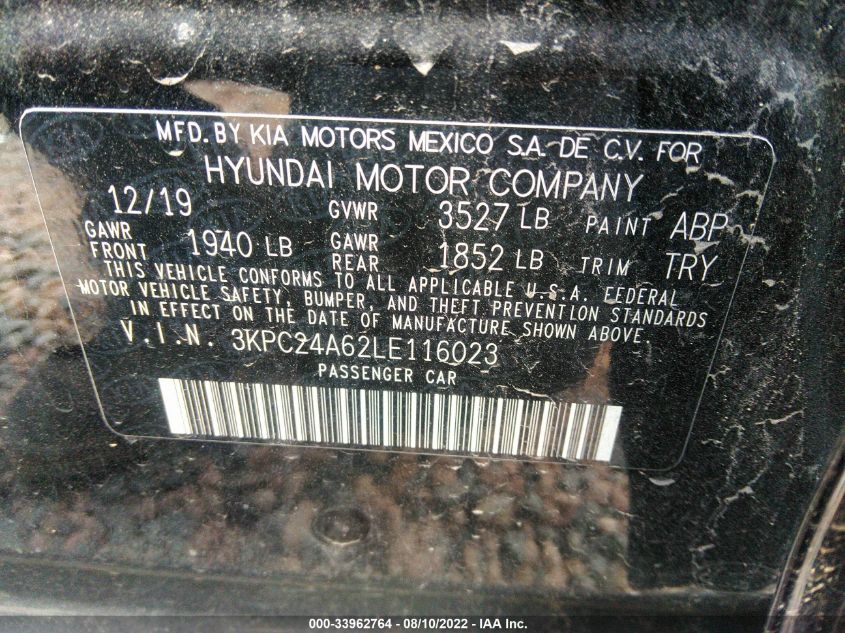 MFD. BY KIA MOTORS MEXICO S.A. DE C.V. FOR
HYUNDAI MOTOR COMPANY
12/19 GVWR 3527 LB PAINT ABP
GAWR FRONT 1940 LB GAWR REAR 1852 LB TRIM TRY
THIS VEHICLE CONFORMS TO ALL APPLICABLE U.S.A. FEDERAL
MOTOR VEHICLE SAFETY, BUMPER, AND THEFT PREVENTION STANDARDS
IN EFFECT ON THE DATE OF MANUFACTURE SHOWN ABOVE.
V.I.N. 3KPC24A62LE116023
PASSENGER CAR
000-33962764 - 08/10/2022 - IAA Inc.